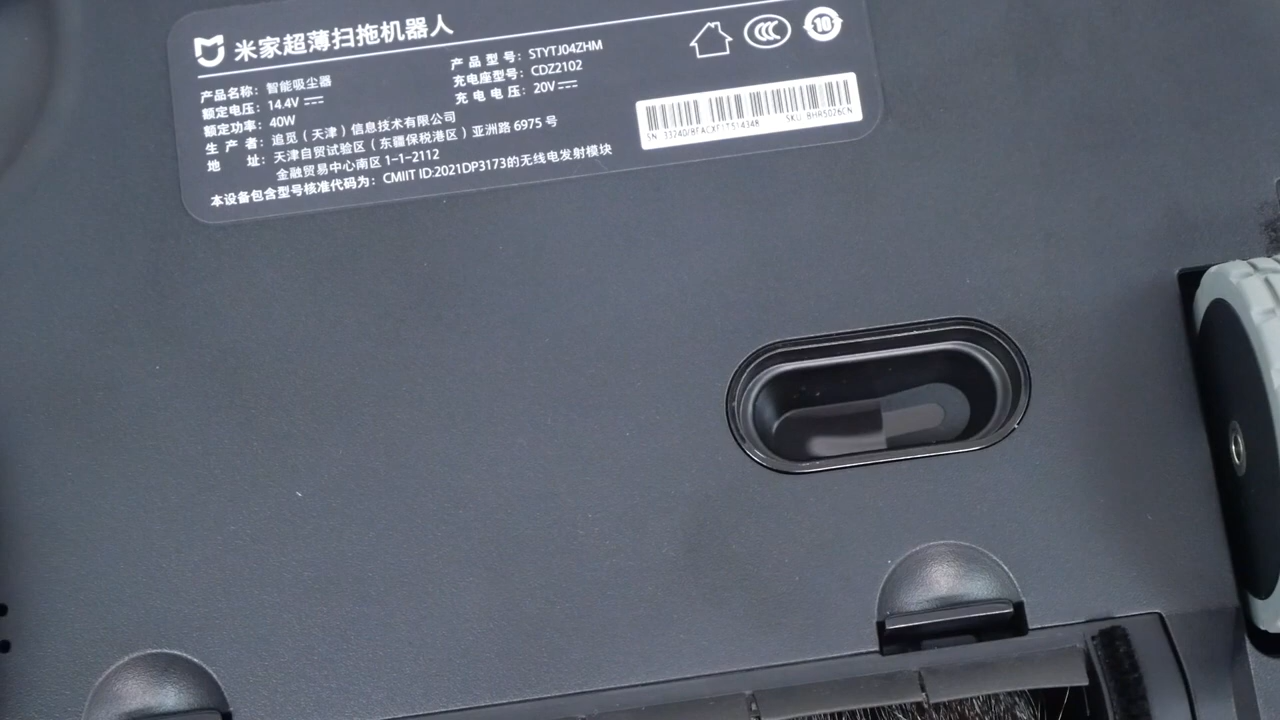 米家超薄扫拖机器人
产品名称：智能吸尘器
额定电压：14.4V
额定功率：40W
产品型号：STYTJ04ZHM
充电座型号：CDZ2102
充电电压：20V
生产者：追觅（天津）信息技术有限公司
地址：天津自贸试验区（东疆保税港区）亚洲路 6975 号
金融贸易中心南区 1-1-2112
本设备包含型号核准代码为：CMIIT ID:2021DP3173的无线电发射模块
CCC
10
SKU: BHR5026CN